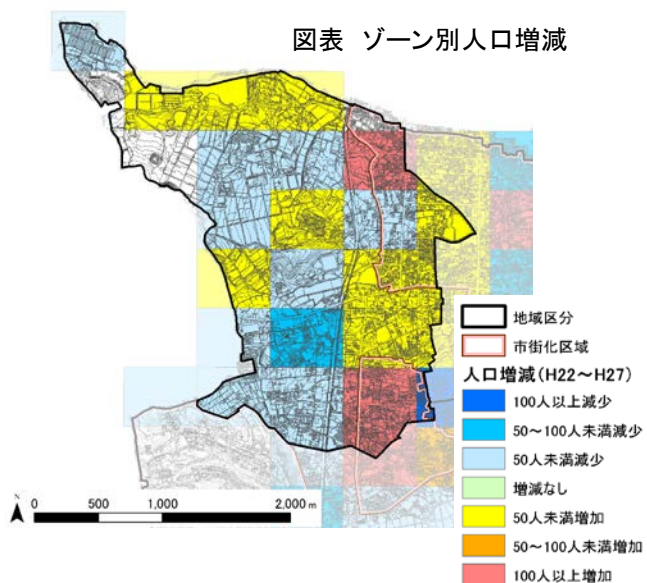 図表 ゾーン別人口増減
地域区分
市街化区域
人口増減(H22~H27)
100人以上減少
50~100人未満減少
50人未満減少
増減なし
50人未満増加
50~100人未満増加
100人以上増加
N
0 500 1,000 2,000 m